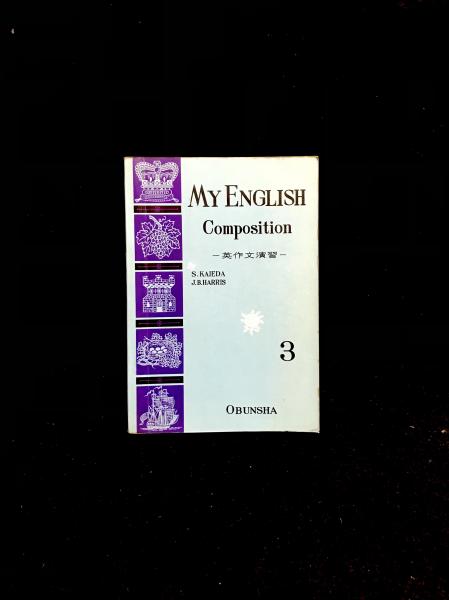 MY ENGLISH
Composition
－英作文演習－
S. KAIEDA
J.B.HARRIS
3
OBUNSHA